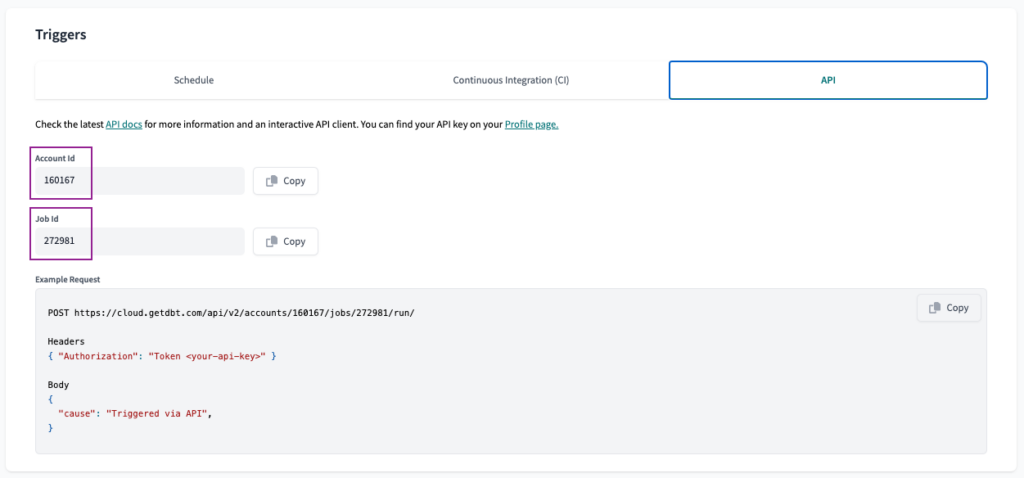 Triggers
Schedule
Continuous Integration (CI)
API
Check the latest API docs for more information and an interactive API client. You can find your API key on your Profile page.
Account Id
160167
Copy
Job Id
272981
Copy
Example Request
Copy
POST https://cloud.getdbt.com/api/v2/accounts/160167/jobs/272981/run/
Headers
{ "Authorization": "Token <your-api-key>" }
Body
{
"cause": "Triggered via API",
}